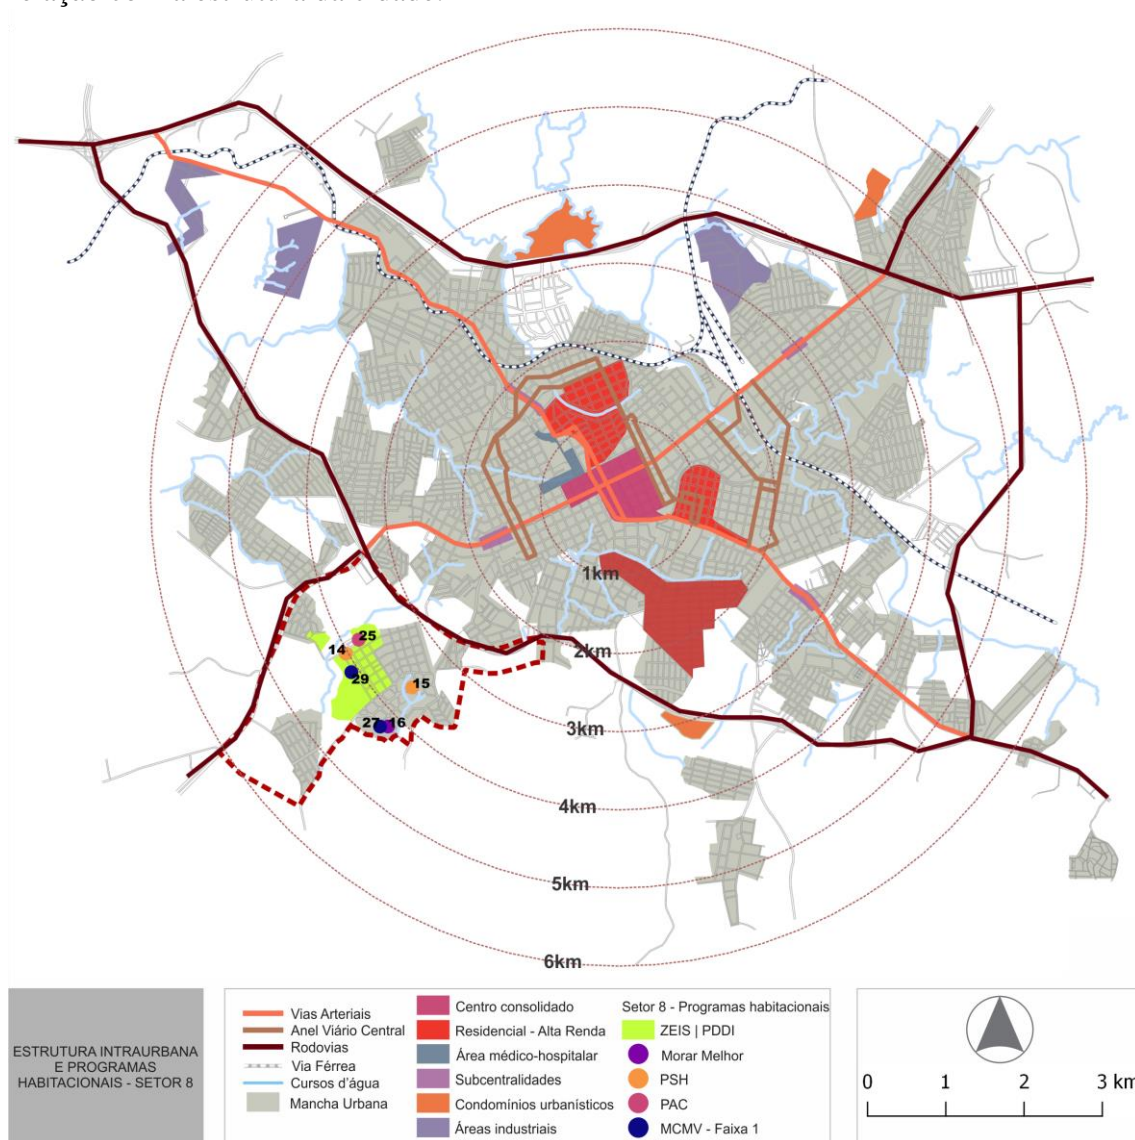 25
14
29
15
27
16
1km
2km
3km
4km
5km
6km
ESTRUTURA INTRAURBANA
E PROGRAMAS
HABITACIONAIS - SETOR 8
Vias Arteriais
Anel Viário Central
Rodovias
Via Férrea
Cursos d'água
Mancha Urbana
Centro consolidado
Residencial - Alta Renda
Área médico-hospitalar
Subcentralidades
Condomínios urbanísticos
Áreas industriais
Setor 8 - Programas habitacionais
ZEIS | PDDI
Morar Melhor
PSH
PAC
MCMV - Faixa 1
0 1 2 3 km